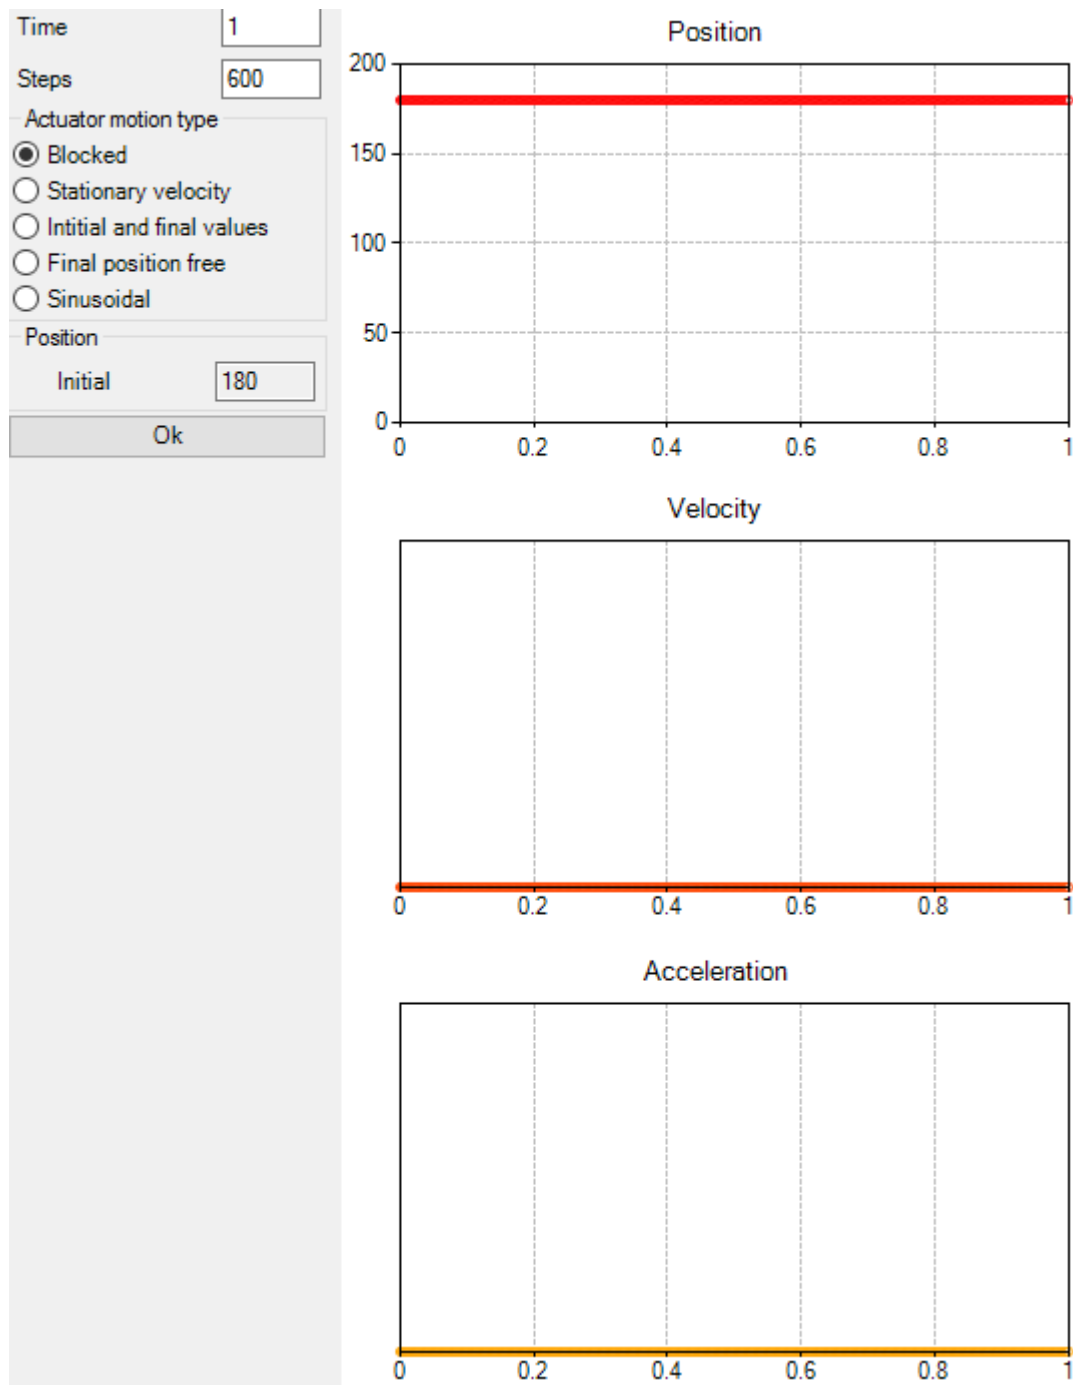 Time 1
Steps 600
Actuator motion type
Blocked
Stationary velocity
Intitial and final values
Final position free
Sinusoidal
Position
Initial 180
Ok
Position
200
150
100
50
0
0 0.2 0.4 0.6 0.8 1
Velocity
0 0.2 0.4 0.6 0.8 1
Acceleration
0 0.2 0.4 0.6 0.8 1